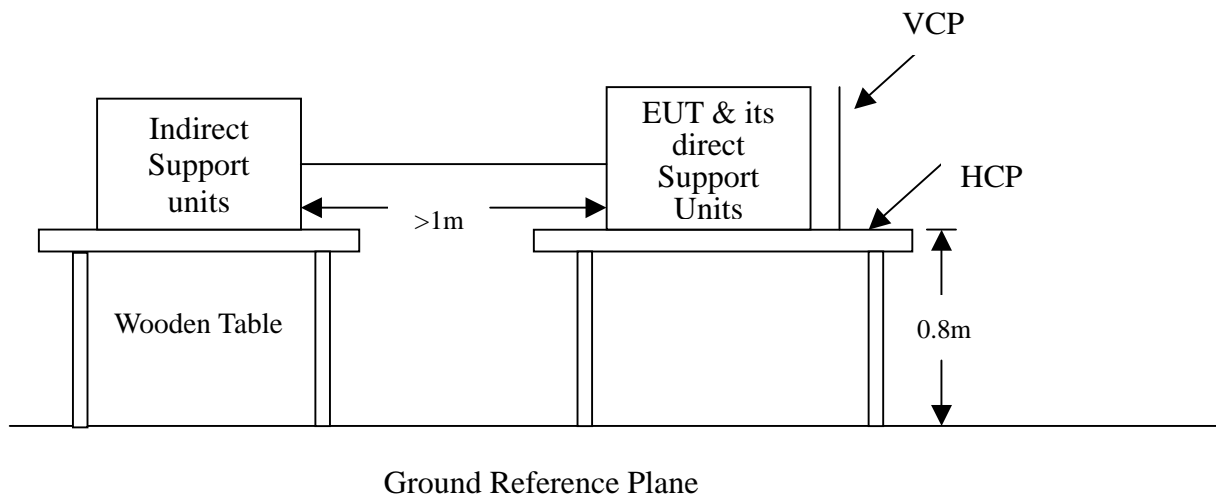 VCP
Indirect
Support
units
EUT & its
direct
Support
Units
HCP
>1m
Wooden Table
0.8m
Ground Reference Plane